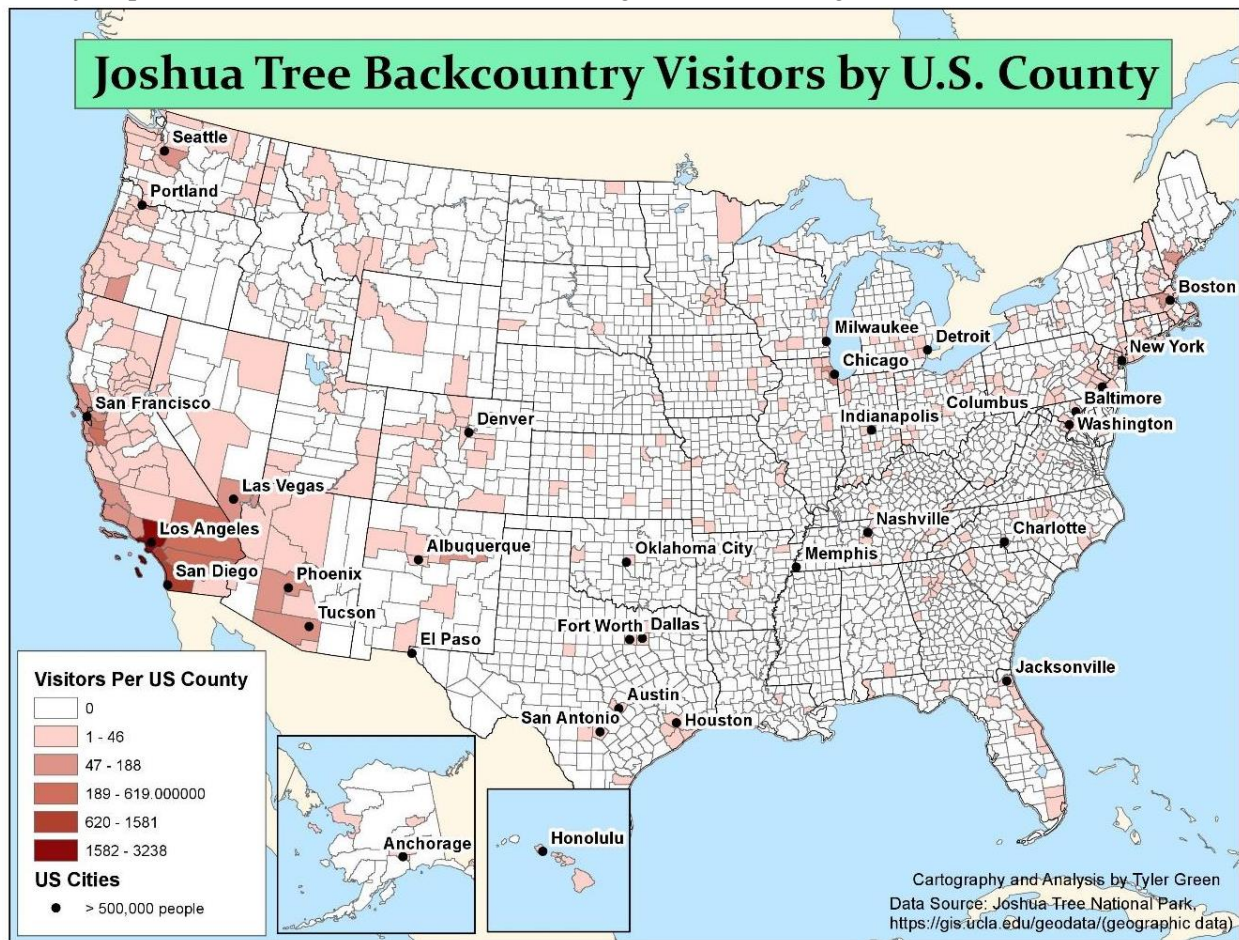 Joshua Tree Backcountry Visitors by U.S. County
Seattle
Portland
Boston
Milwaukee
Detroit
New York
Chicago
San Francisco
Columbus
Baltimore
Denver
Indianapolis
Washington
Las Vegas
Los Angeles
Nashville
Charlotte
Albuquerque
Oklahoma City
Memphis
San Diego
Phoenix
Tucson
Fort Worth
Dallas
El Paso
Jacksonville
Austin
San Antonio
Houston
Visitors Per US County
0
1 - 46
47 - 188
189 - 619.000000
620 - 1581
1582 - 3238
US Cities
> 500,000 people
Anchorage
Honolulu
Cartography and Analysis by Tyler Green
Data Source: Joshua Tree National Park,
https://gis.ucla.edu/geodata/(geographic data)